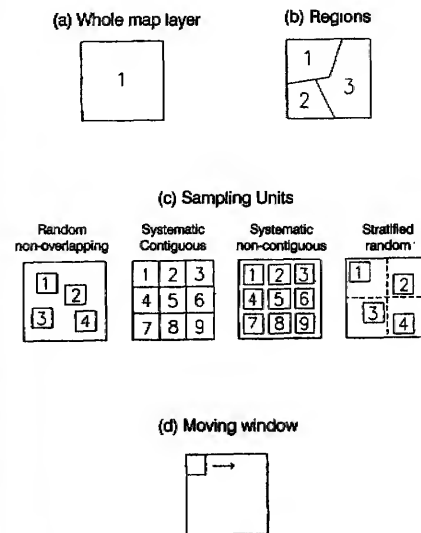 (a) Whole map layer
(b) Regions
1
1
2
3
(c) Sampling Units
Random
non-overlapping
Systematic
Contiguous
Systematic
non-contiguous
Stratified
random
1
2
3
4
1 2 3
4 5 6
7 8 9
1 2 3
4 5 6
7 8 9
1
2
3
4
(d) Moving window